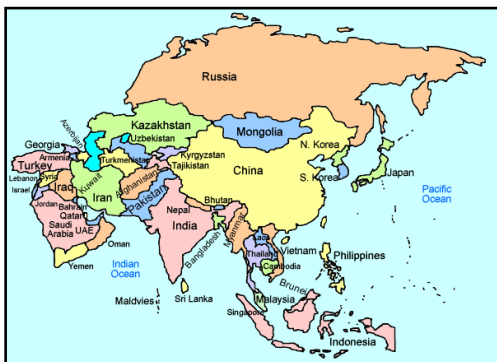 Russia
Kazakhstan
Uzbekistan
Mongolia
Azerbijan
Georgia
Armenia
Turkey
Turkmenistan
Kyrgyzstan
Tajikistan
N. Korea
China
S. Korea
Japan
Lebanon
Syria
Israel
Iraq
Kuwait
Iran
Afghanistan
Pakistan
Jordan
Bahrain
Qatar
Saudi
Arabia
UAE
Oman
Yemen
Nepal
India
Bhutan
Bangladesh
Myanmar
Laos
Thailand
Vietnam
Cambodia
Philippines
Pacific
Ocean
Indian
Ocean
Maldvies
Sri Lanka
Brunei
Malaysia
Singapore
Indonesia